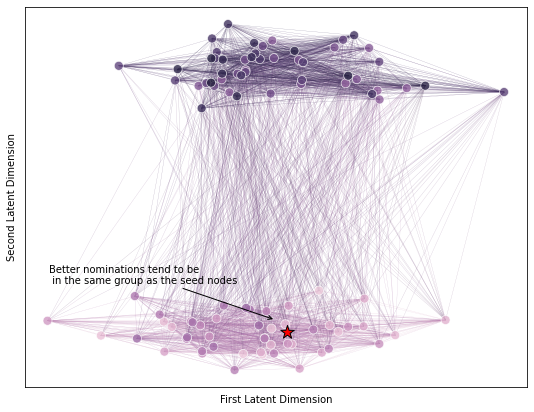 Second Latent Dimension
Better nominations tend to be
in the same group as the seed nodes
First Latent Dimension